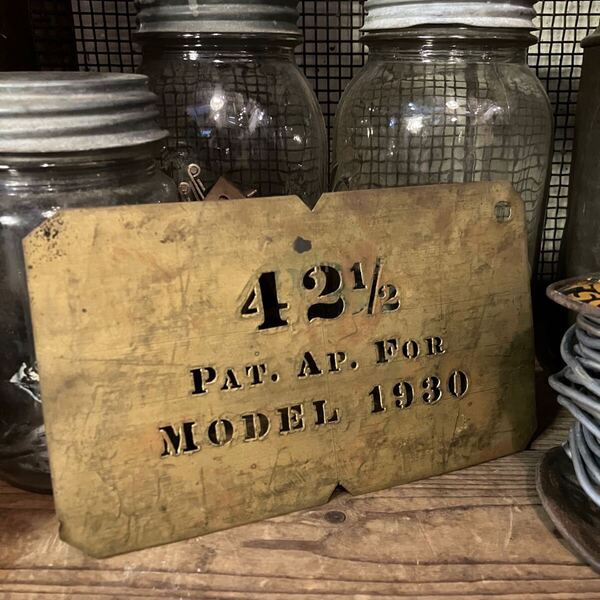 42½
PAT. AP. FOR
MODEL 1930